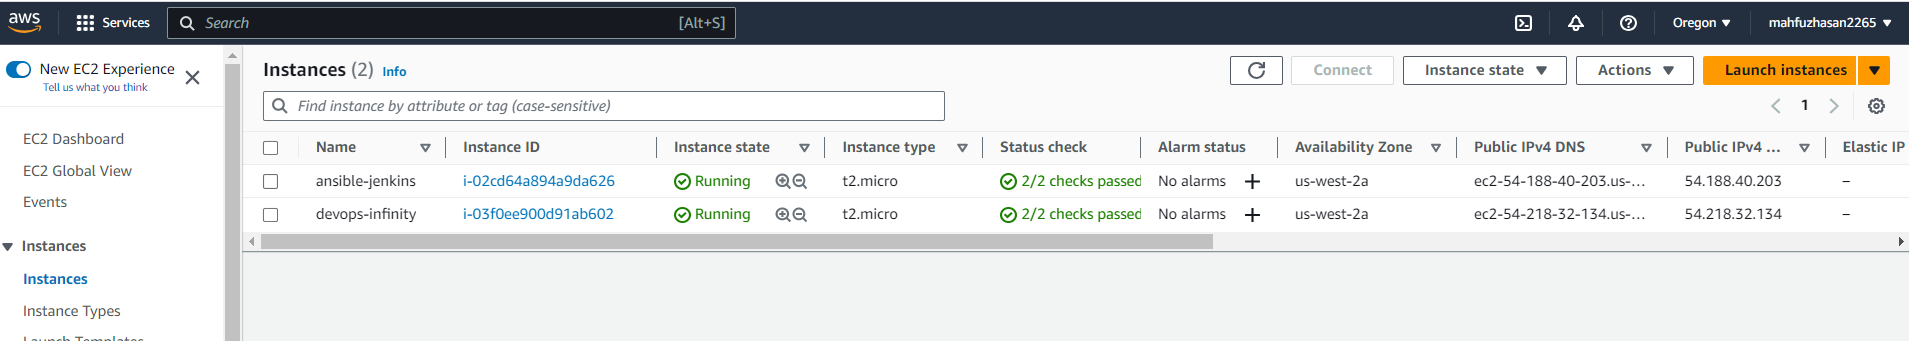 aws Services Search [Alt+S] Oregon ▼ mahfuzhasan2265 ▼
New EC2 Experience
Tell us what you think
EC2 Dashboard
EC2 Global View
Events
Instances
Instances
Instance Types
Launch Templates
Instances (2) Info
Connect Instance state ▼ Actions ▼ Launch instances ▼
Find instance by attribute or tag (case-sensitive)
1
Name Instance ID Instance state Instance type Status check Alarm status Availability Zone Public IPv4 DNS Public IPv4 ... Elastic IP
ansible-jenkins i-02cd64a894a9da626 Running t2.micro 2/2 checks passed No alarms + us-west-2a ec2-54-188-40-203.us-... 54.188.40.203 –
devops-infinity i-03f0ee900d91ab602 Running t2.micro 2/2 checks passed No alarms + us-west-2a ec2-54-218-32-134.us-... 54.218.32.134 –